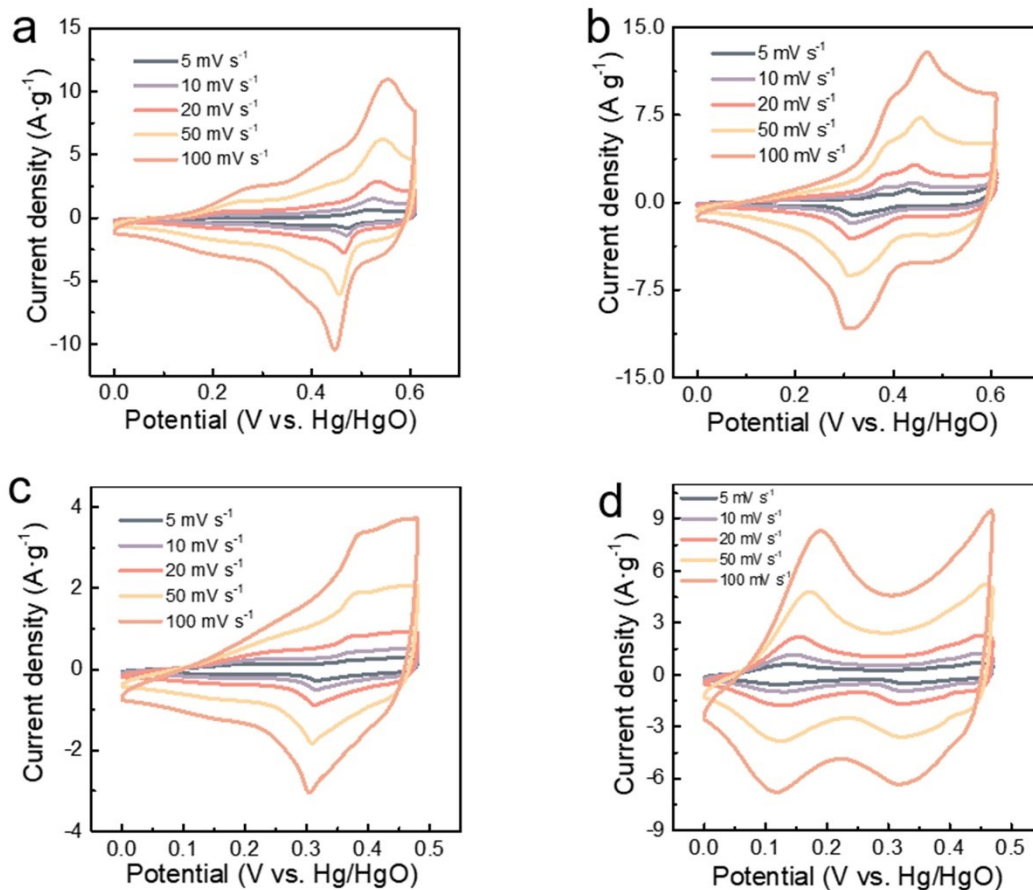 a
Current density (A·g⁻¹)
15
10
5
0
-5
-10
5 mV s⁻¹
10 mV s⁻¹
20 mV s⁻¹
50 mV s⁻¹
100 mV s⁻¹
0.0 0.2 0.4 0.6
Potential (V vs. Hg/HgO)
b
Current density (A g⁻¹)
15.0
7.5
0.0
-7.5
-15.0
5 mV s⁻¹
10 mV s⁻¹
20 mV s⁻¹
50 mV s⁻¹
100 mV s⁻¹
0.0 0.2 0.4 0.6
Potential (V vs. Hg/HgO)
c
Current density (A·g⁻¹)
4
2
0
-2
-4
5 mV s⁻¹
10 mV s⁻¹
20 mV s⁻¹
50 mV s⁻¹
100 mV s⁻¹
0.0 0.1 0.2 0.3 0.4 0.5
Potential (V vs. Hg/HgO)
d
Current density (A·g⁻¹)
9
6
3
0
-3
-6
-9
5 mV s⁻¹
10 mV s⁻¹
20 mV s⁻¹
50 mV s⁻¹
100 mV s⁻¹
0.0 0.1 0.2 0.3 0.4 0.5
Potential (V vs. Hg/HgO)